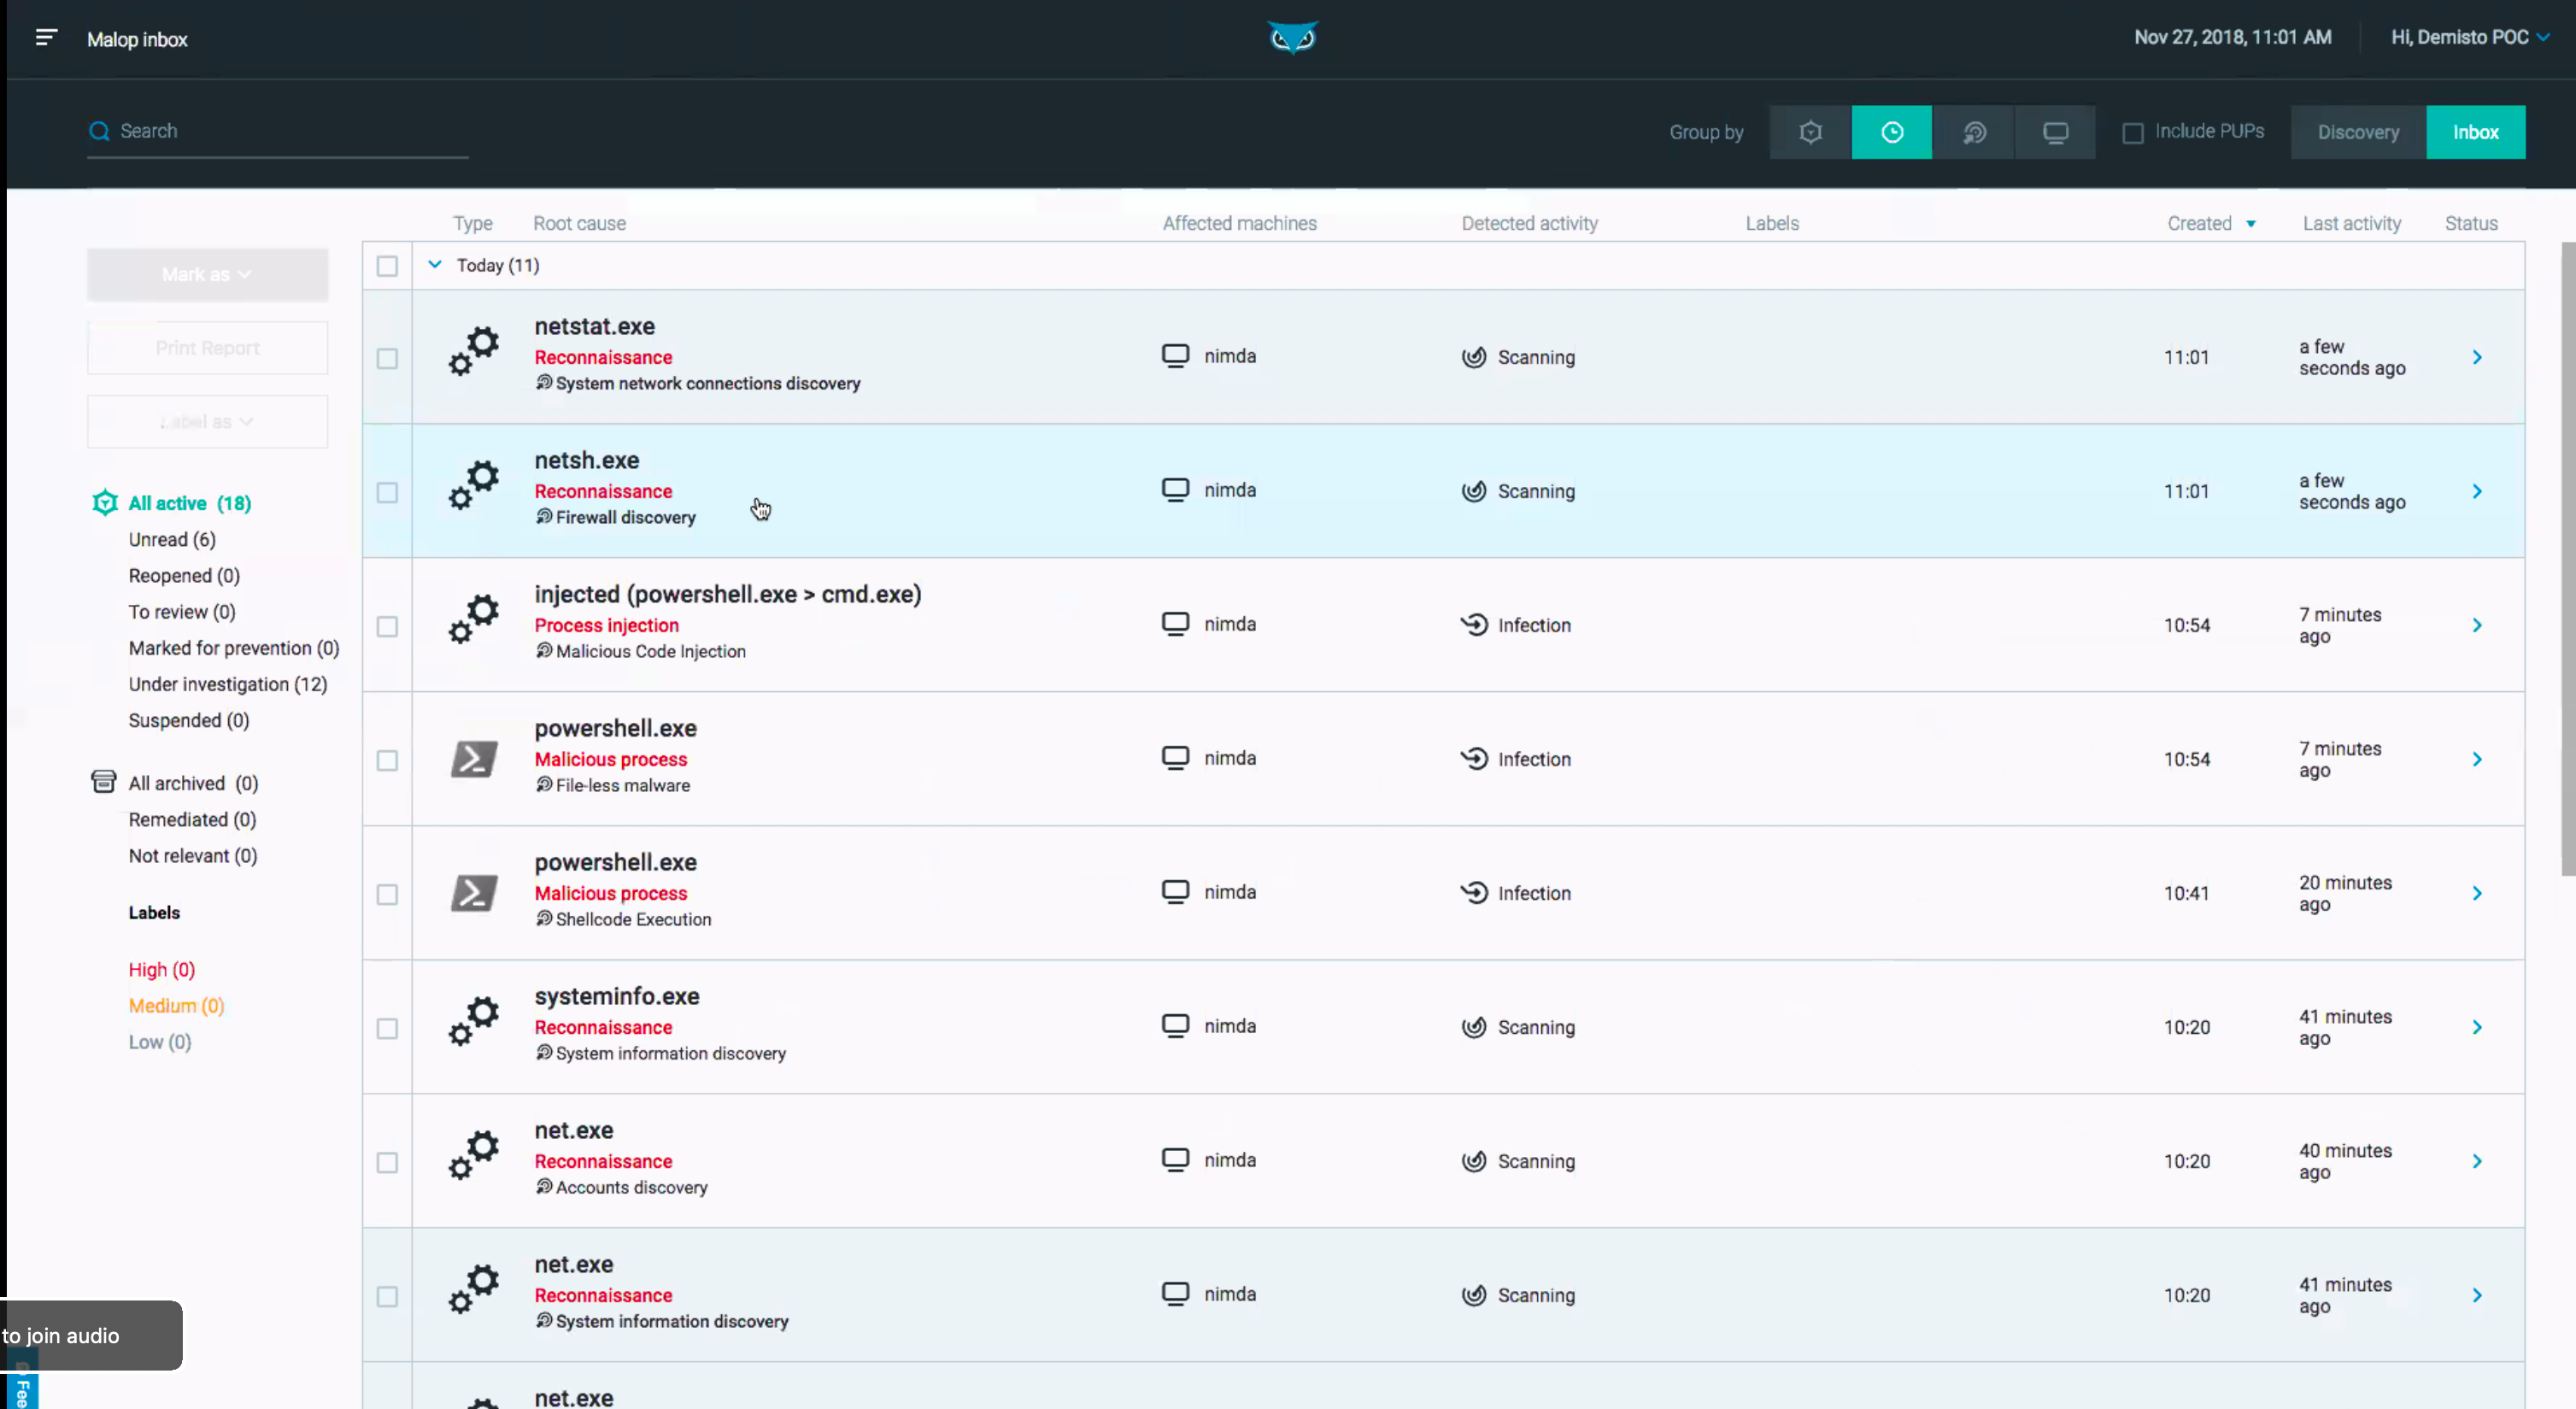 Malop inbox
Nov 27, 2018, 11:01 AM
Hi, Demisto POC
Search
Group by
Include PUPs
Discovery
Inbox
Type
Root cause
Affected machines
Detected activity
Labels
Created
Last activity
Status
Mark as
Print Report
Label as
All active (18)
Unread (6)
Reopened (0)
To review (0)
Marked for prevention (0)
Under investigation (12)
Suspended (0)
All archived (0)
Remediated (0)
Not relevant (0)
Labels
High (0)
Medium (0)
Low (0)
Today (11)
netstat.exe
Reconnaissance
System network connections discovery
nimda
Scanning
11:01
a few
seconds ago
netsh.exe
Reconnaissance
Firewall discovery
nimda
Scanning
11:01
a few
seconds ago
injected (powershell.exe > cmd.exe)
Process injection
Malicious Code Injection
nimda
Infection
10:54
7 minutes
ago
powershell.exe
Malicious process
File-less malware
nimda
Infection
10:54
7 minutes
ago
powershell.exe
Malicious process
Shellcode Execution
nimda
Infection
10:41
20 minutes
ago
systeminfo.exe
Reconnaissance
System information discovery
nimda
Scanning
10:20
41 minutes
ago
net.exe
Reconnaissance
Accounts discovery
nimda
Scanning
10:20
40 minutes
ago
net.exe
Reconnaissance
System information discovery
nimda
Scanning
10:20
41 minutes
ago
net.exe
to join audio
Fee